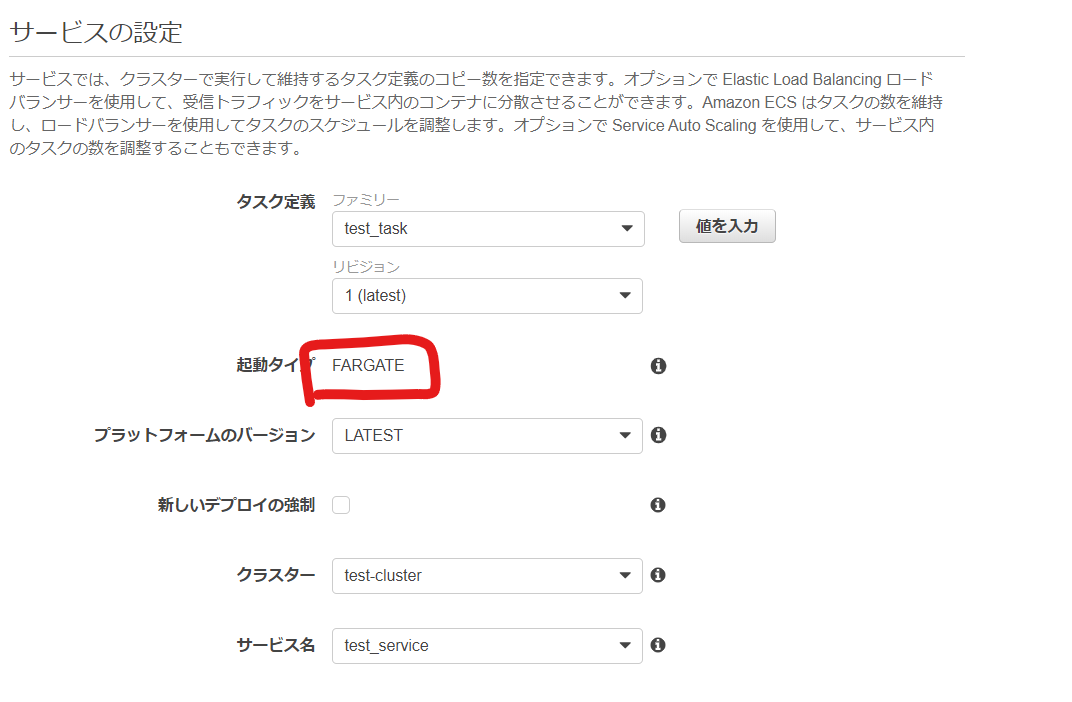 サービスの設定
サービスでは、クラスターで実行して維持するタスク定義のコピー数を指定できます。オプションで Elastic Load Balancing ロード
バランサーを使用して、受信トラフィックをサービス内のコンテナに分散させることができます。Amazon ECS はタスクの数を維持
し、ロードバランサーを使用してタスクのスケジュールを調整します。オプションで Service Auto Scaling を使用して、サービス内
のタスクの数を調整することもできます。
タスク定義 ファミリー
test_task 値を入力
リビジョン
1 (latest)
起動タイプ FARGATE
プラットフォームのバージョン LATEST
新しいデプロイの強制
クラスター test-cluster
サービス名 test_service